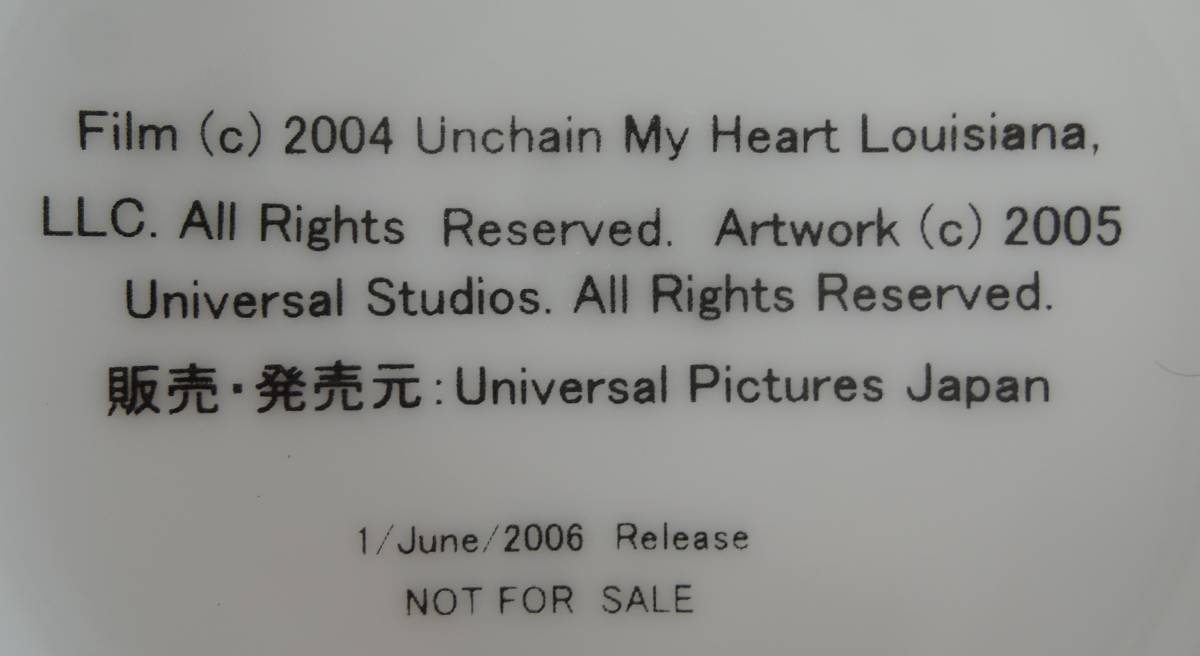 Film (c) 2004 Unchain My Heart Louisiana,
LLC. All Rights Reserved. Artwork (c) 2005
Universal Studios. All Rights Reserved.
販売・発売元:Universal Pictures Japan
1/June/2006 Release
NOT FOR SALE